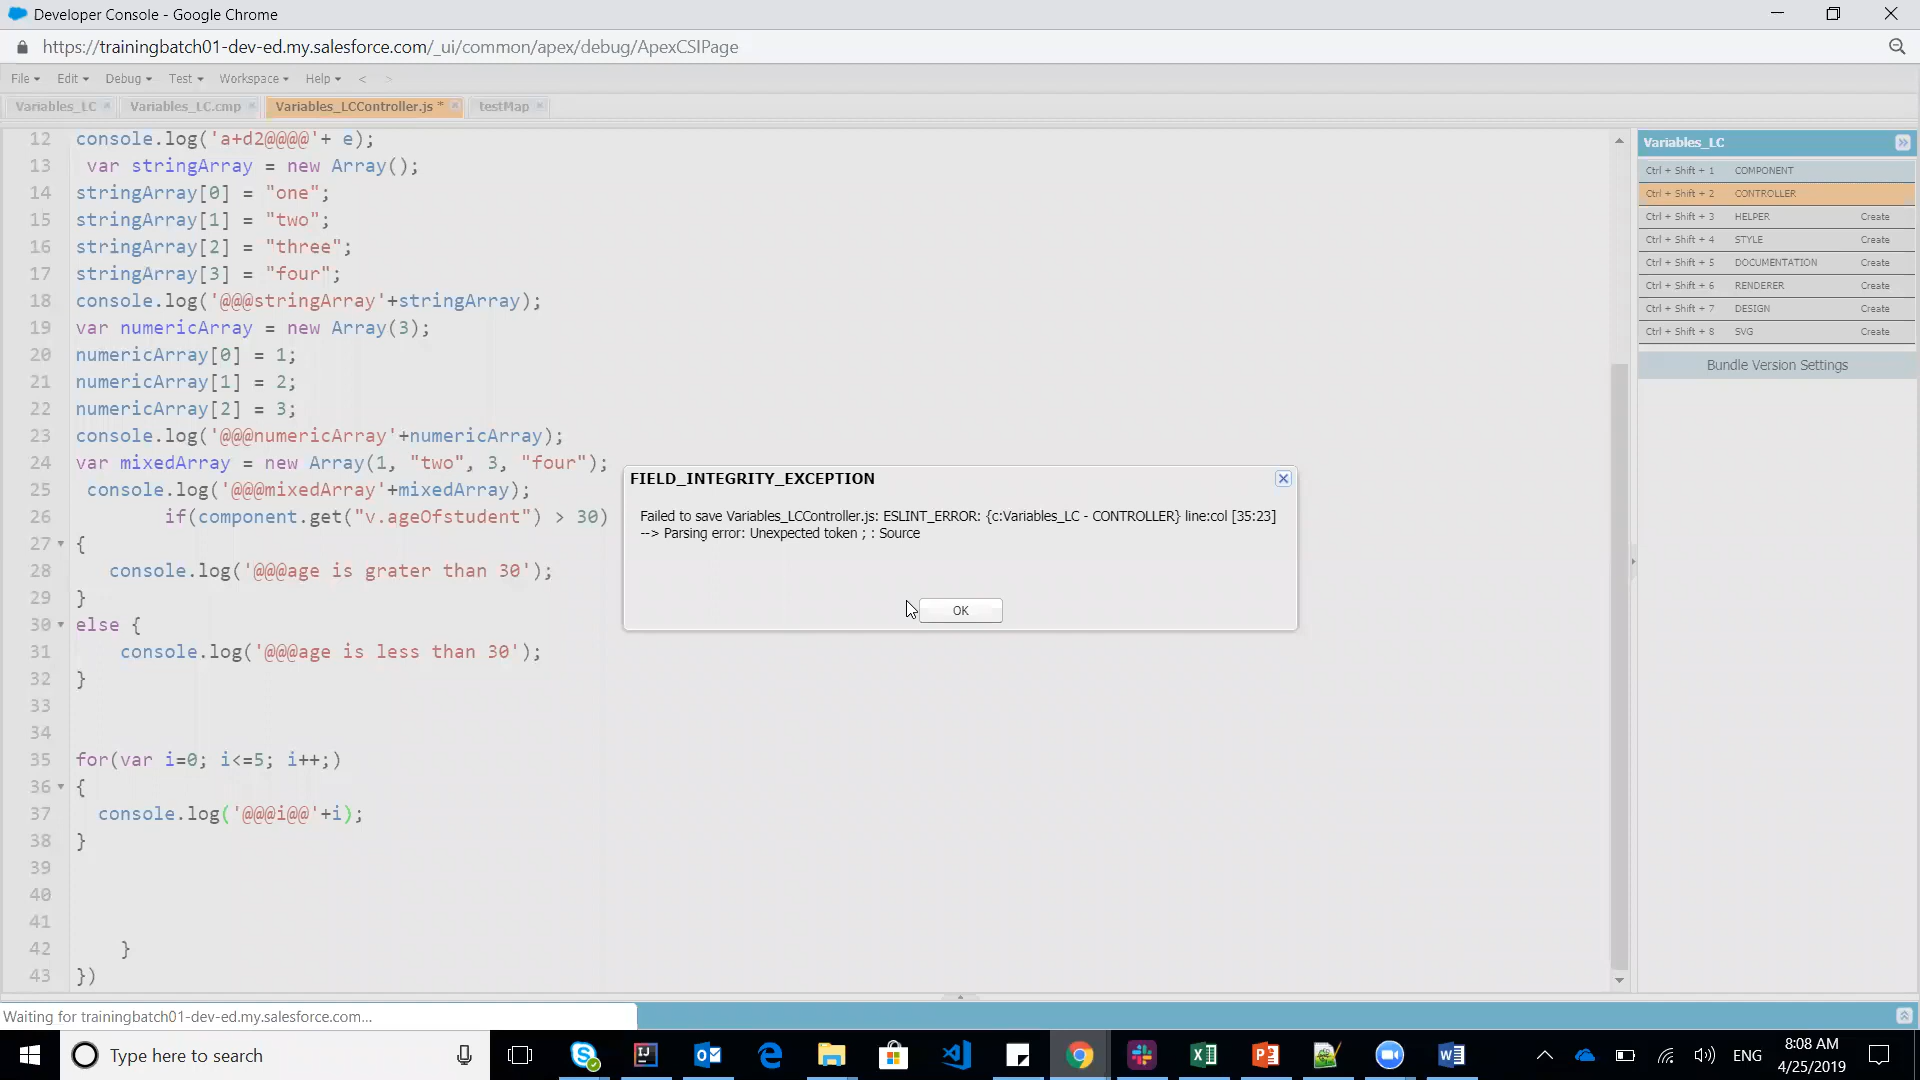 Developer Console - Google Chrome
https://trainingbatch01-dev-ed.my.salesforce.com/_ui/common/apex/debug/ApexCSIPage
File Edit Debug Test Workspace Help < >
Variables_LC Variables_LC.cmp Variables_LCController.js * testMap
12 console.log('a+d2@@@@'+ e);
13 var stringArray = new Array();
14 stringArray[0] = "one";
15 stringArray[1] = "two";
16 stringArray[2] = "three";
17 stringArray[3] = "four";
18 console.log('@@@stringArray'+stringArray);
19 var numericArray = new Array(3);
20 numericArray[0] = 1;
21 numericArray[1] = 2;
22 numericArray[2] = 3;
23 console.log('@@@numericArray'+numericArray);
24 var mixedArray = new Array(1, "two", 3, "four");
25 console.log('@@@mixedArray'+mixedArray);
26 if(component.get("v.ageOfstudent") > 30)
27 {
28 console.log('@@@age is grater than 30');
29 }
30 else {
31 console.log('@@@age is less than 30');
32 }
33
34
35 for(var i=0; i<=5; i++;)
36 {
37 console.log('@@@i@@'+i);
38 }
39
40
41
42 }
43 })
FIELD_INTEGRITY_EXCEPTION
Failed to save Variables_LCController.js: ESLINT_ERROR: {c:Variables_LC - CONTROLLER} line:col [35:23]
--> Parsing error: Unexpected token ; : Source
OK
Variables_LC
Ctrl + Shift + 1 COMPONENT
Ctrl + Shift + 2 CONTROLLER
Ctrl + Shift + 3 HELPER Create
Ctrl + Shift + 4 STYLE Create
Ctrl + Shift + 5 DOCUMENTATION Create
Ctrl + Shift + 6 RENDERER Create
Ctrl + Shift + 7 DESIGN Create
Ctrl + Shift + 8 SVG Create
Bundle Version Settings
Waiting for trainingbatch01-dev-ed.my.salesforce.com...
Type here to search
ENG
8:08 AM
4/25/2019